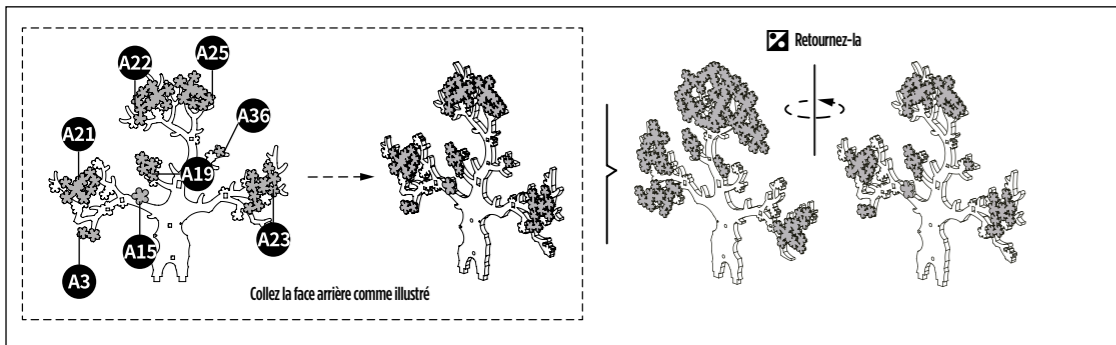 A22
A25
A21
A36
A19
A15
A23
A3
Collez la face arrière comme illustré
Retournez-la